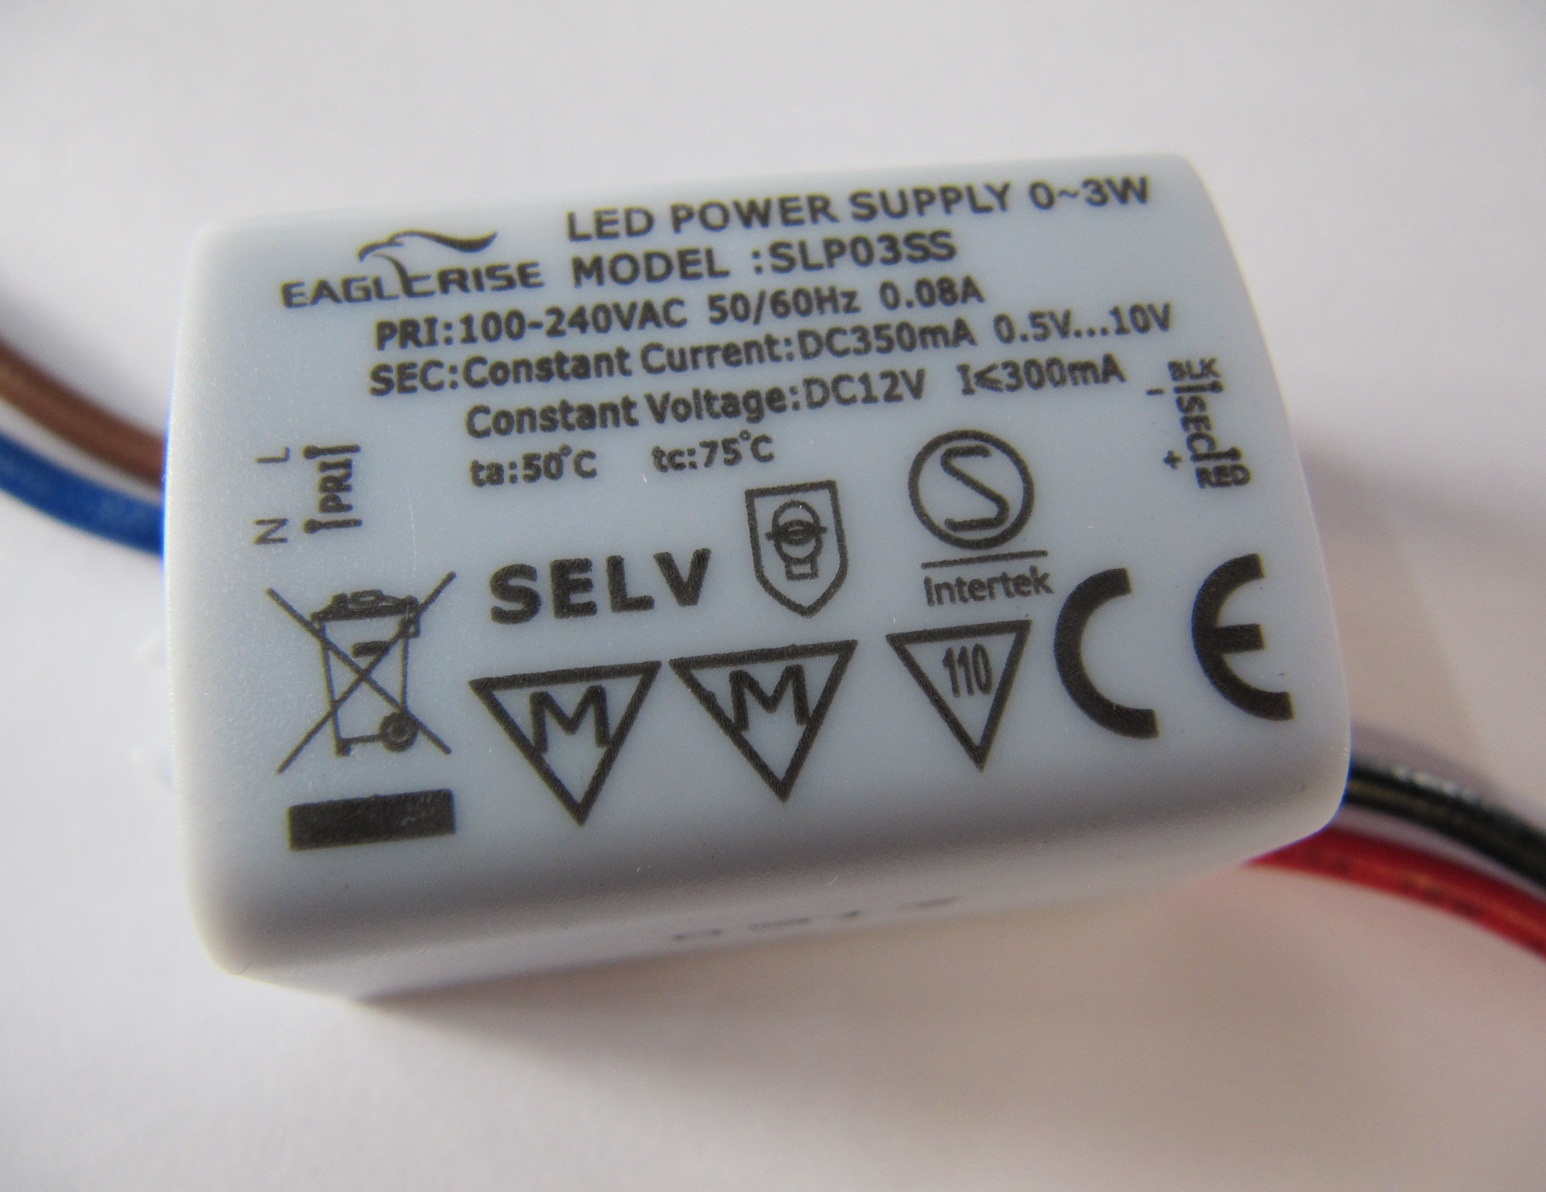 LED POWER SUPPLY 0~3W
EAGLERISE MODEL :SLP03SS
PRI:100-240VAC 50/60Hz 0.08A
SEC:Constant Current:DC350mA 0.5V...10V
Constant Voltage:DC12V I⩽300mA
ta:50°C tc:75°C
L
N
PRI
BLK
-
SEC
+
RED
SELV
S
Intertek
M
M
110
CE